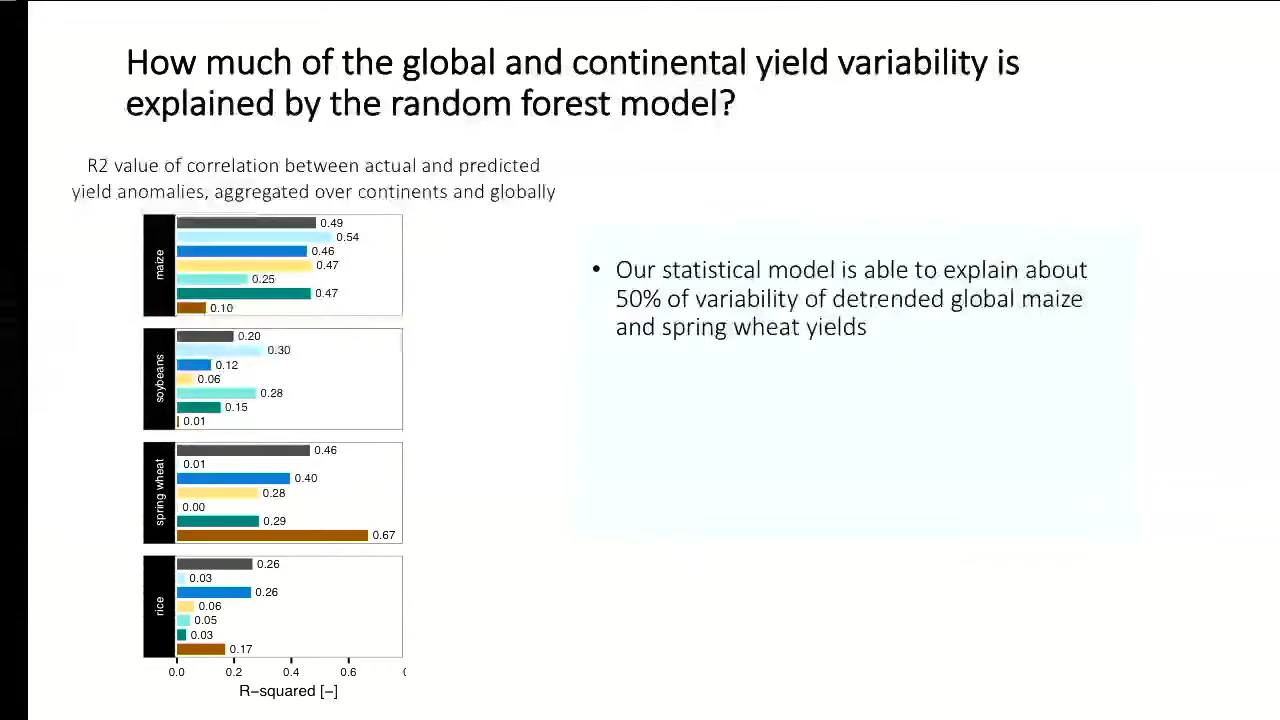 How much of the global and continental yield variability is
explained by the random forest model?
R2 value of correlation between actual and predicted
yield anomalies, aggregated over continents and globally
maize
0.49
0.54
0.46
0.47
0.25
0.47
0.10
soybeans
0.20
0.30
0.12
0.06
0.28
0.15
0.01
spring wheat
0.46
0.01
0.40
0.28
0.00
0.29
0.67
rice
0.26
0.03
0.26
0.06
0.05
0.03
0.17
0.0 0.2 0.4 0.6
R−squared [−]
• Our statistical model is able to explain about
50% of variability of detrended global maize
and spring wheat yields